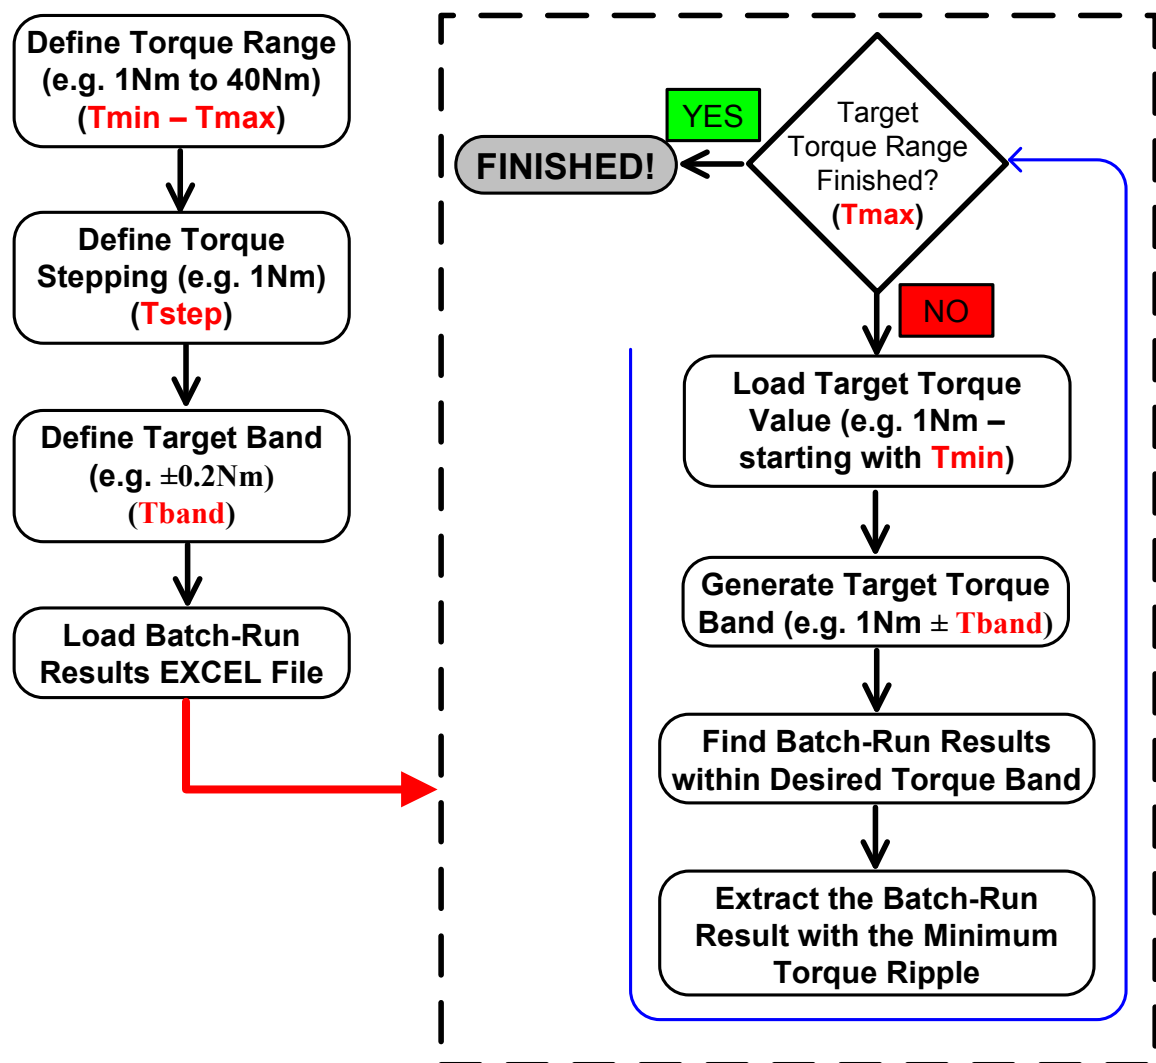 Define Torque Range
(e.g. 1Nm to 40Nm)
(Tmin – Tmax)
Define Torque
Stepping (e.g. 1Nm)
(Tstep)
Define Target Band
(e.g. ±0.2Nm)
(Tband)
Load Batch-Run
Results EXCEL File
Target
Torque Range
Finished?
(Tmax)
YES
FINISHED!
NO
Load Target Torque
Value (e.g. 1Nm –
starting with Tmin)
Generate Target Torque
Band (e.g. 1Nm ± Tband)
Find Batch-Run Results
within Desired Torque Band
Extract the Batch-Run
Result with the Minimum
Torque Ripple